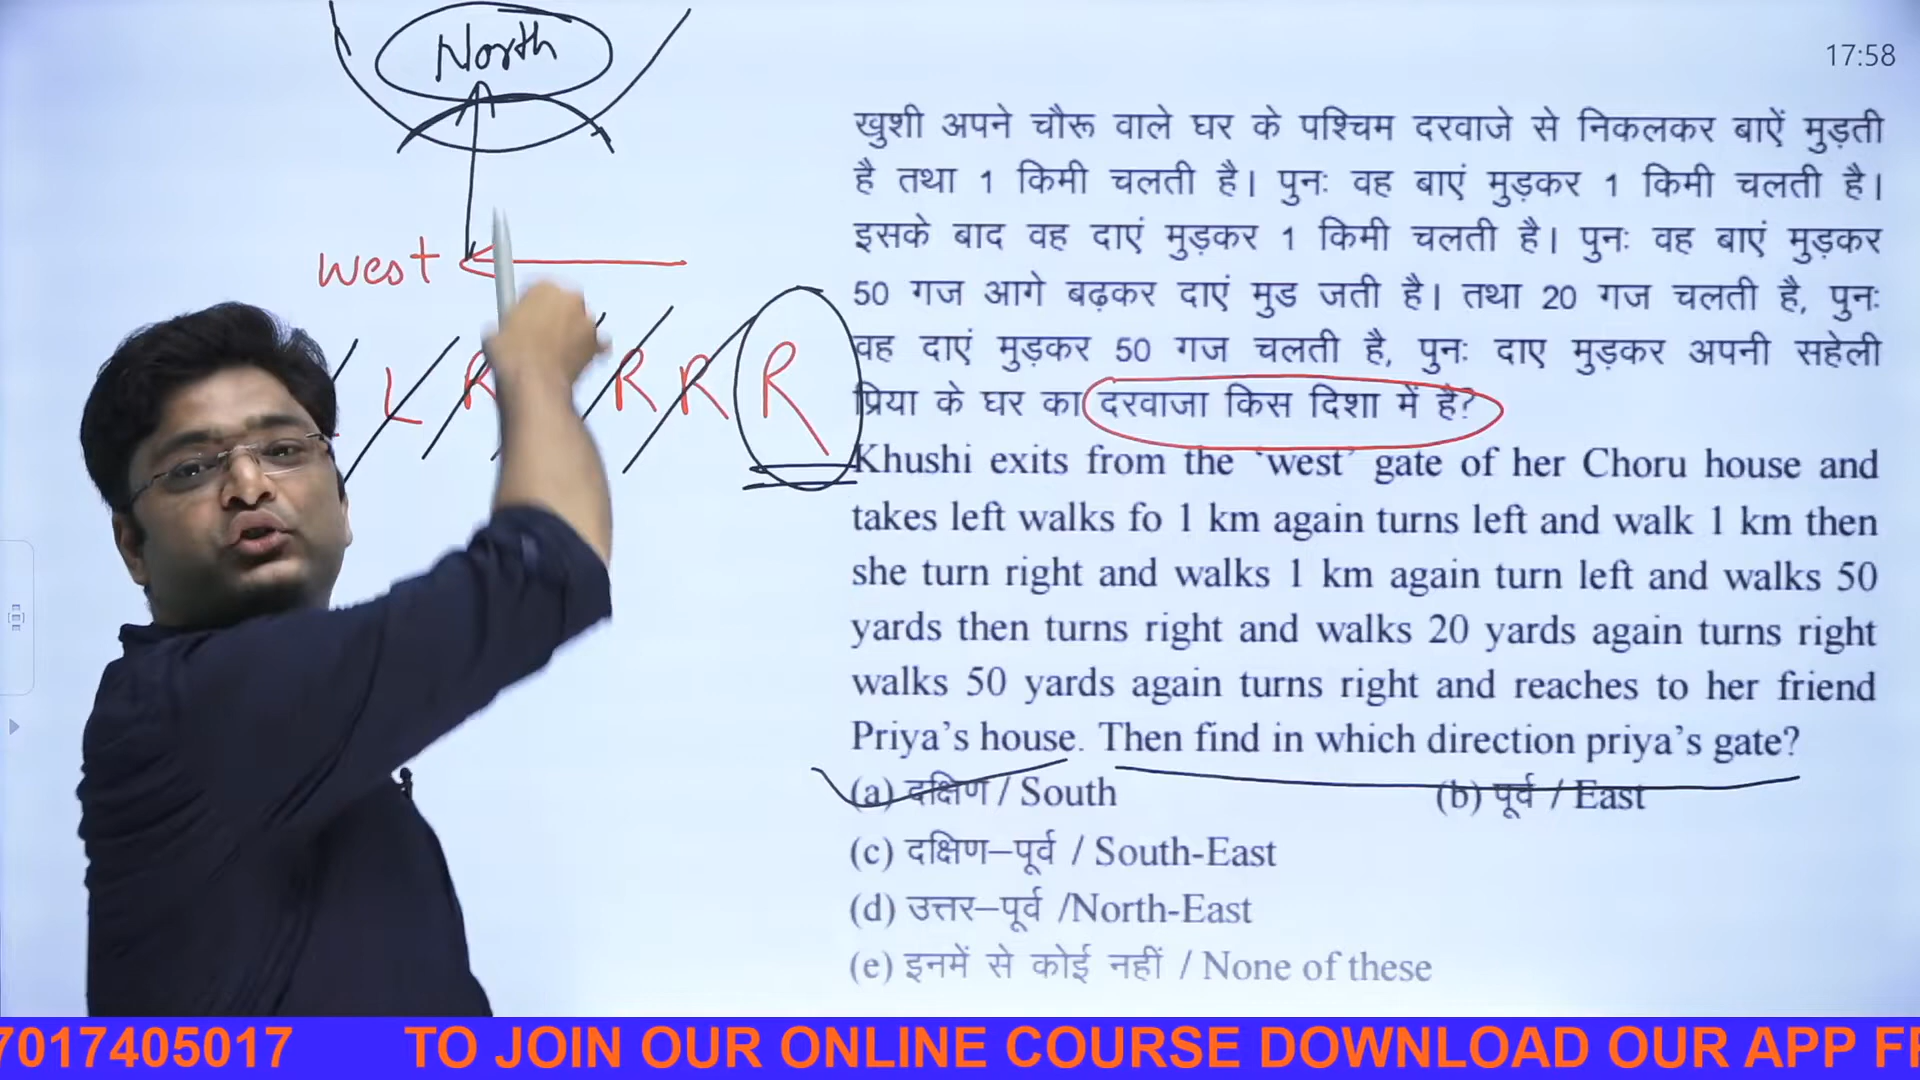 North
17:58
west
L R R R R
खुशी अपने चौरू वाले घर के पश्चिम दरवाजे से निकलकर बाऐं मुड़ती
है तथा 1 किमी चलती है। पुनः वह बाएं मुड़कर 1 किमी चलती है।
इसके बाद वह दाएं मुड़कर 1 किमी चलती है। पुनः वह बाएं मुड़कर
50 गज आगे बढ़कर दाएं मुड जती है। तथा 20 गज चलती है, पुनः
वह दाएं मुड़कर 50 गज चलती है, पुनः दाए मुड़कर अपनी सहेली
प्रिया के घर का दरवाजा किस दिशा में है?
Khushi exits from the ‘west’ gate of her Choru house and
takes left walks fo 1 km again turns left and walk 1 km then
she turn right and walks 1 km again turn left and walks 50
yards then turns right and walks 20 yards again turns right
walks 50 yards again turns right and reaches to her friend
Priya’s house. Then find in which direction priya’s gate?
(a) दक्षिण / South (b) पूर्व / East
(c) दक्षिण–पूर्व / South-East
(d) उत्तर–पूर्व /North-East
(e) इनमें से कोई नहीं / None of these
7017405017 TO JOIN OUR ONLINE COURSE DOWNLOAD OUR APP